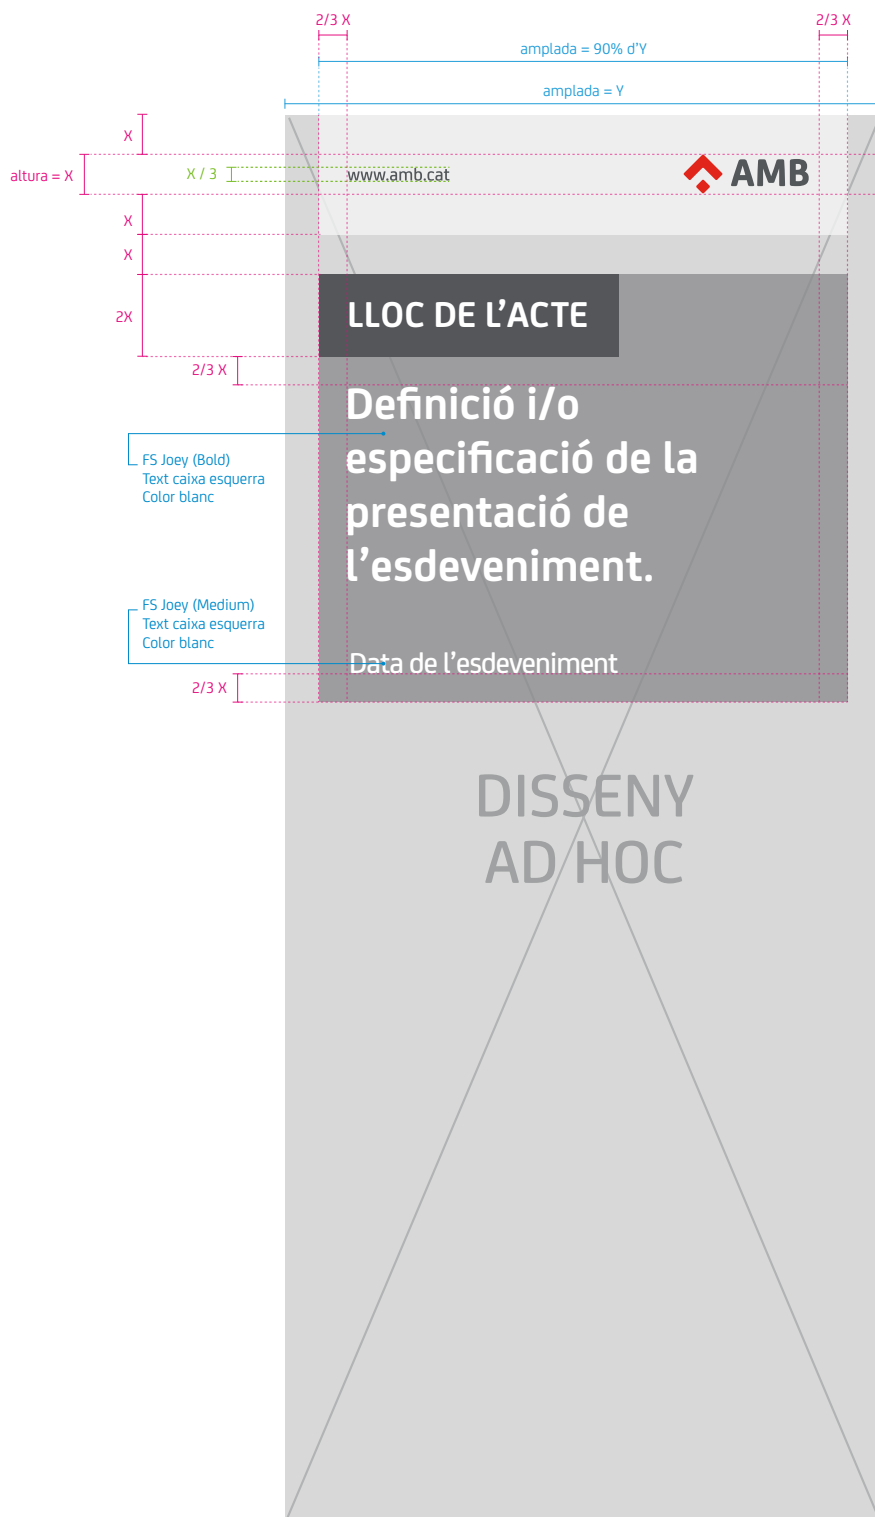 2/3 X
2/3 X
amplada = 90% d'Y
amplada = Y
X
altura = X
X / 3
www.amb.cat
AMB
X
X
2X
LLOC DE L’ACTE
2/3 X
Definició i/o
especificació de la
presentació de
l’esdeveniment.
FS Joey (Bold)
Text caixa esquerra
Color blanc
FS Joey (Medium)
Text caixa esquerra
Color blanc
Data de l’esdeveniment
2/3 X
DISSENY
AD HOC